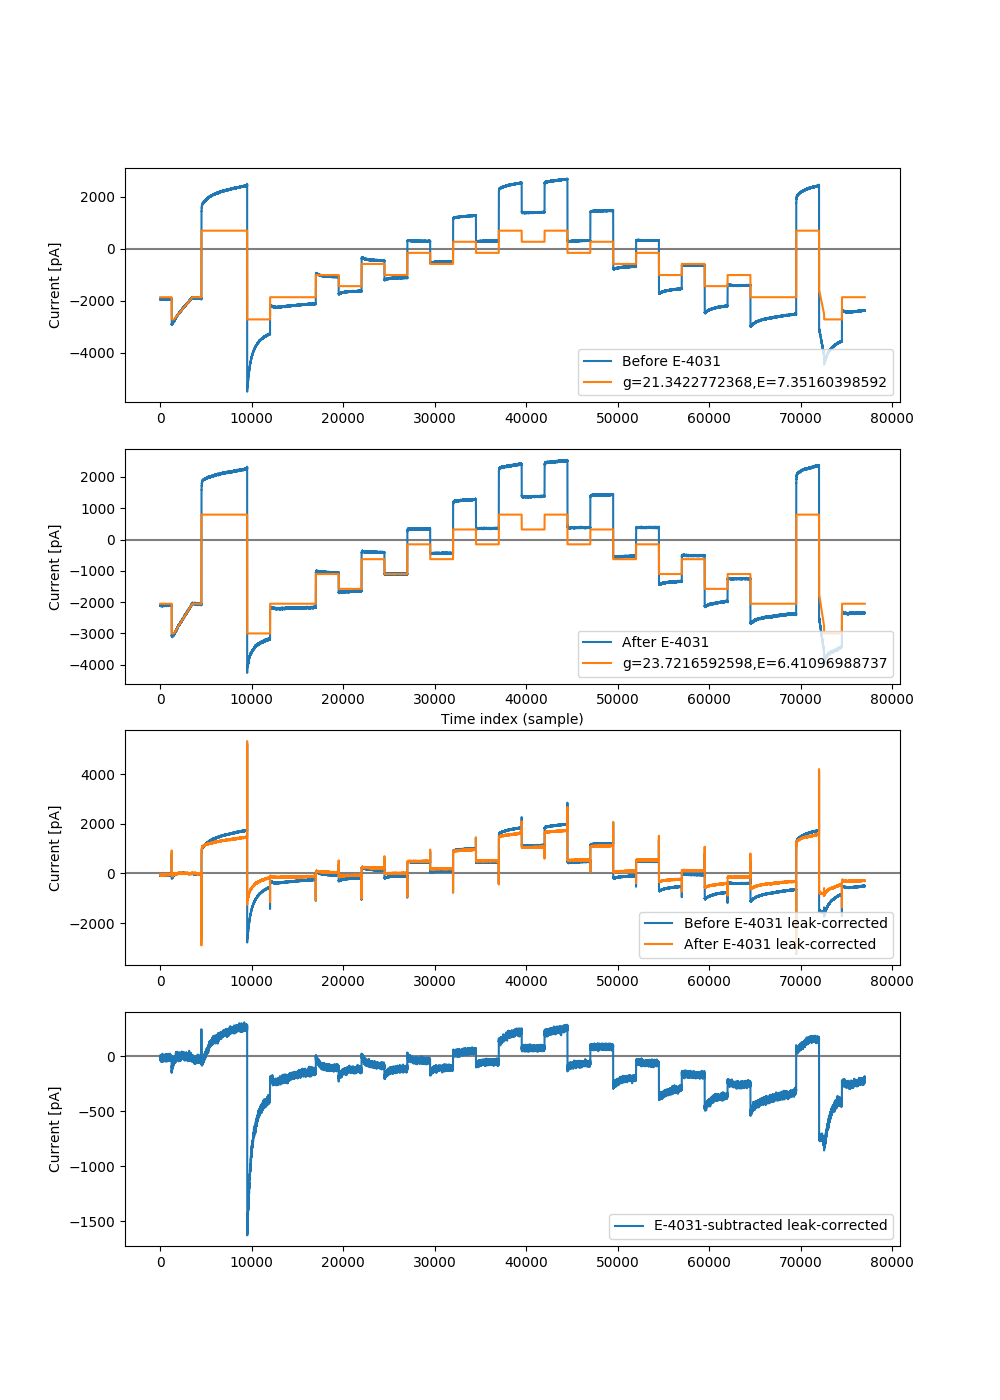 2000
0
−2000
−4000
Current [pA]
Before E-4031
g=21.3422772368,E=7.35160398592
0 10000 20000 30000 40000 50000 60000 70000 80000
2000
1000
0
−1000
−2000
−3000
−4000
Current [pA]
After E-4031
g=23.7216592598,E=6.41096988737
0 10000 20000 30000 40000 50000 60000 70000 80000
Time index (sample)
4000
2000
0
−2000
Current [pA]
Before E-4031 leak-corrected
After E-4031 leak-corrected
0 10000 20000 30000 40000 50000 60000 70000 80000
0
−500
−1000
−1500
Current [pA]
E-4031-subtracted leak-corrected
0 10000 20000 30000 40000 50000 60000 70000 80000